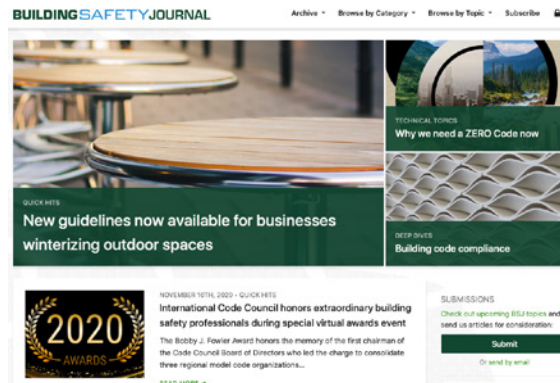 BUILDINGSAFETYJOURNAL
Archive
Browse by Category
Browse by Topic
Subscribe
QUICK HITS
New guidelines now available for businesses
winterizing outdoor spaces
TECHNICAL TOPICS
Why we need a ZERO Code now
DEEP DIVES
Building code compliance
2020
AWARDS
NOVEMBER 10TH, 2020 • QUICK HITS
International Code Council honors extraordinary building
safety professionals during special virtual awards event
The Bobby J. Fowler Award honors the memory of the first chairman of
the Code Council Board of Directors who led the charge to consolidate
three regional model code organizations...
READ MORE
SUBMISSIONS
Check out upcoming BSJ topics and
send us articles for consideration:
Submit
Or send by email